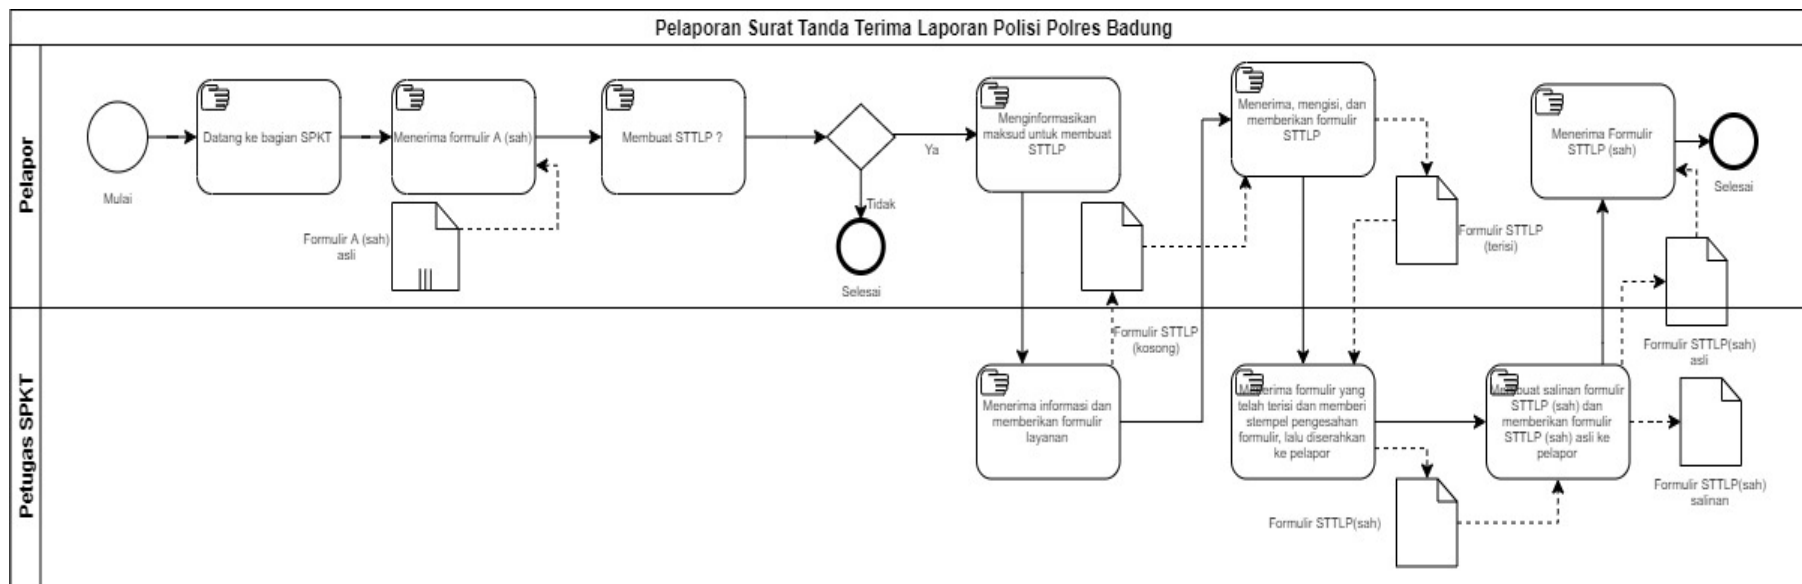 Pelaporan Surat Tanda Terima Laporan Polisi Polres Badung
Pelapor
Mulai
Datang ke bagian SPKT
Menerima formulir A (sah)
Formulir A (sah)
asli
Membuat STTLP ?
Ya
Tidak
Selesai
Menginformasikan
maksud untuk membuat
STTLP
Menerima, mengisi, dan
memberikan formulir
STTLP
Formulir STTLP
(terisi)
Menerima Formulir
STTLP (sah)
Selesai
Petugas SPKT
Formulir STTLP
(kosong)
Menerima informasi dan
memberikan formulir
layanan
Menerima formulir yang
telah terisi dan memberi
stempel pengesahan
formulir, lalu diserahkan
ke pelapor
Formulir STTLP(sah)
Membuat salinan formulir
STTLP (sah) dan
memberikan formulir
STTLP (sah) asli ke
pelapor
Formulir STTLP(sah)
asli
Formulir STTLP(sah)
salinan